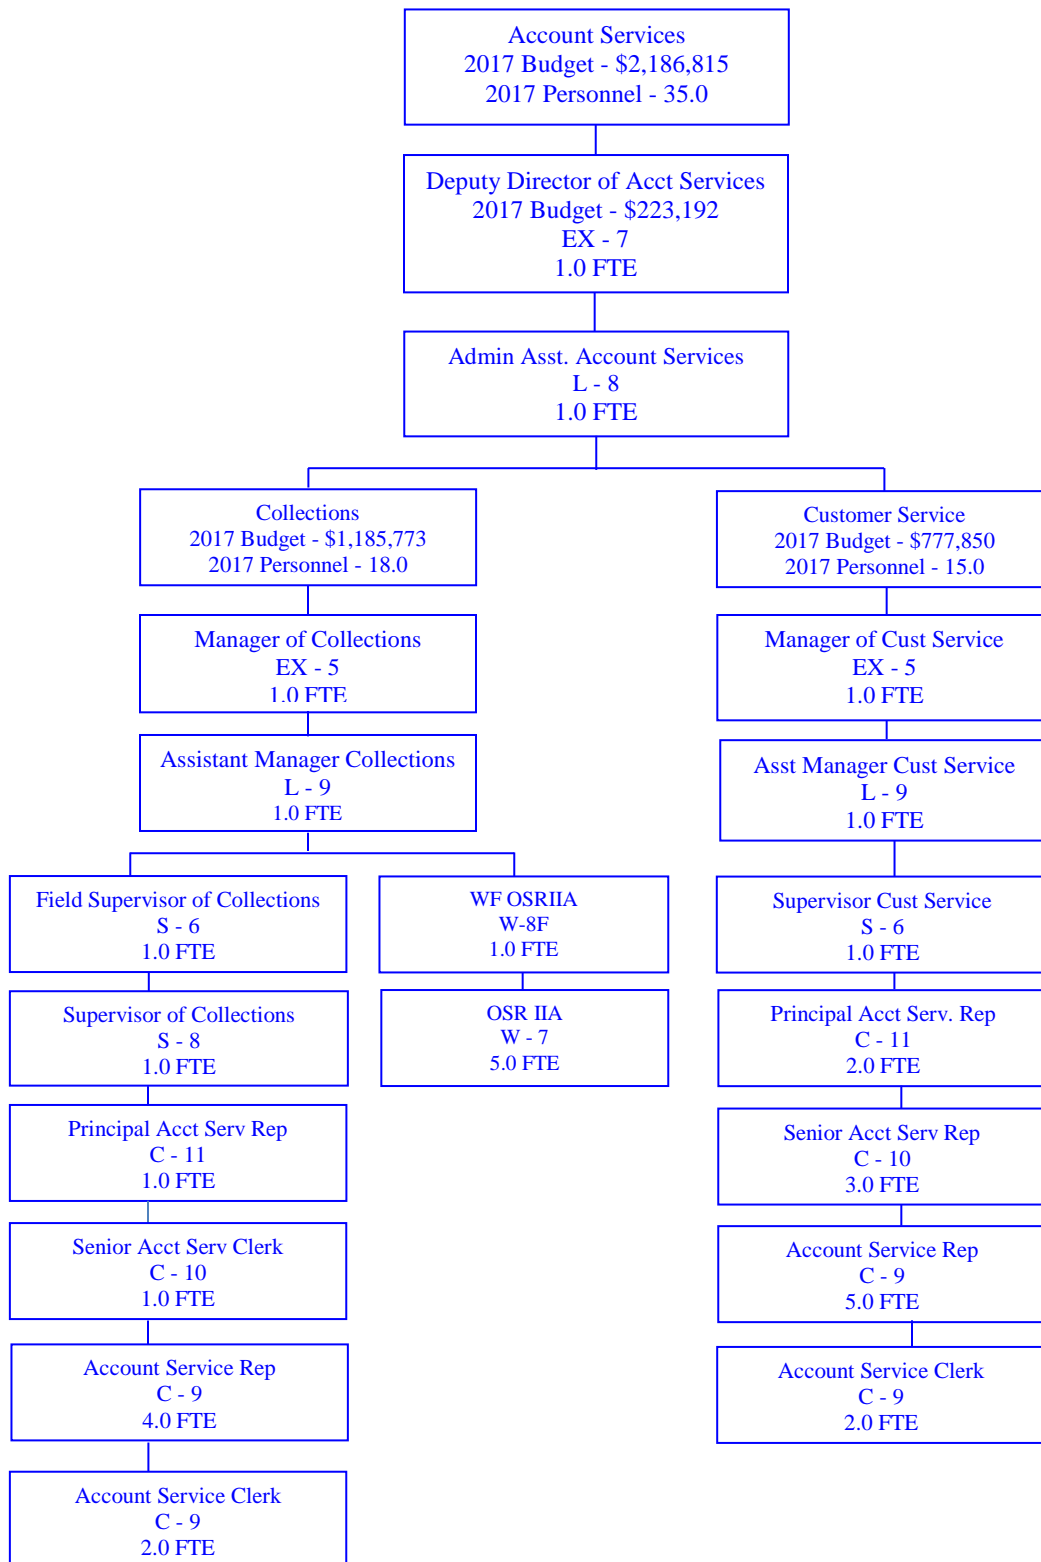 Account Services
2017 Budget - $2,186,815
2017 Personnel - 35.0
Deputy Director of Acct Services
2017 Budget - $223,192
EX - 7
1.0 FTE
Admin Asst. Account Services
L - 8
1.0 FTE
Collections
2017 Budget - $1,185,773
2017 Personnel - 18.0
Customer Service
2017 Budget - $777,850
2017 Personnel - 15.0
Manager of Collections
EX - 5
1.0 FTE
Manager of Cust Service
EX - 5
1.0 FTE
Assistant Manager Collections
L - 9
1.0 FTE
Asst Manager Cust Service
L - 9
1.0 FTE
Field Supervisor of Collections
S - 6
1.0 FTE
WF OSRIIA
W-8F
1.0 FTE
Supervisor Cust Service
S - 6
1.0 FTE
Supervisor of Collections
S - 8
1.0 FTE
OSR IIA
W - 7
5.0 FTE
Principal Acct Serv. Rep
C - 11
2.0 FTE
Principal Acct Serv Rep
C - 11
1.0 FTE
Senior Acct Serv Rep
C - 10
3.0 FTE
Senior Acct Serv Clerk
C - 10
1.0 FTE
Account Service Rep
C - 9
5.0 FTE
Account Service Rep
C - 9
4.0 FTE
Account Service Clerk
C - 9
2.0 FTE
Account Service Clerk
C - 9
2.0 FTE